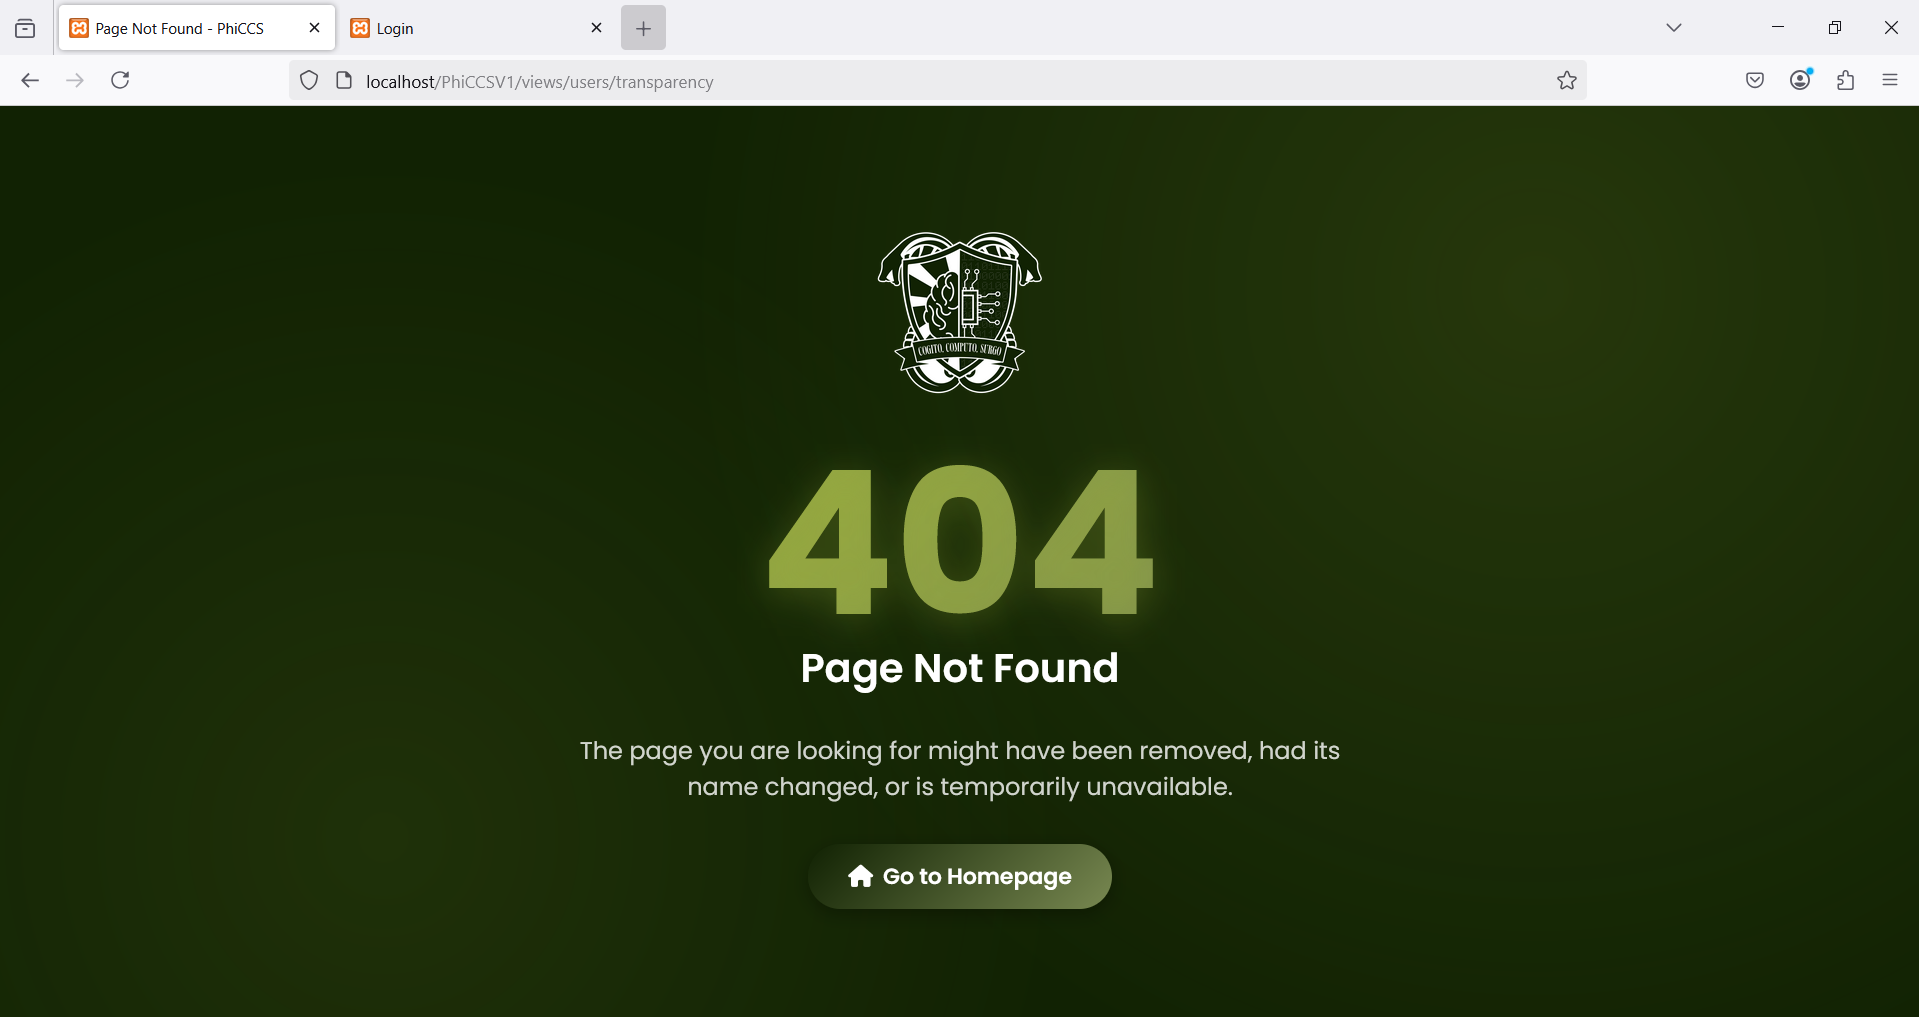 Page Not Found - PhiCCS
Login
localhost/PhiCCSV1/views/users/transparency
COGITO, COMPUTO, SURGO
404
Page Not Found
The page you are looking for might have been removed, had its
name changed, or is temporarily unavailable.
Go to Homepage